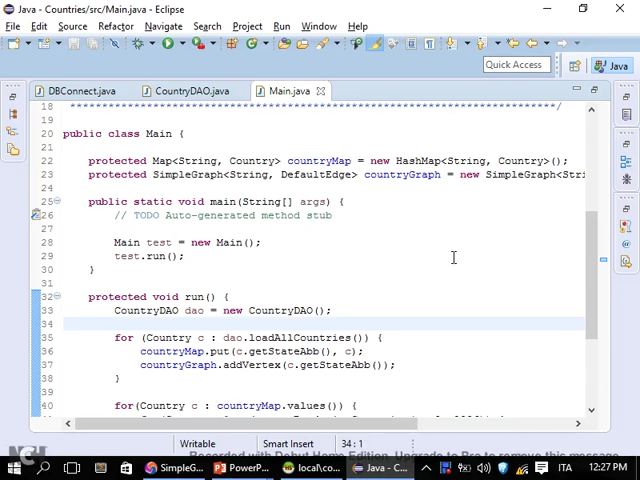 Java - Countries/src/Main.java - Eclipse
File Edit Source Refactor Navigate Search Project Run Window Help
Quick Access
Java
DBConnect.java CountryDAO.java Main.java
18 ******************************************************************************/
19
20 public class Main {
21
22 protected Map<String, Country> countryMap = new HashMap<String, Country>();
23 protected SimpleGraph<String, DefaultEdge> countryGraph = new SimpleGraph<Stri
24
25 public static void main(String[] args) {
26 // TODO Auto-generated method stub
27
28 Main test = new Main();
29 test.run();
30 }
31
32 protected void run() {
33 CountryDAO dao = new CountryDAO();
34
35 for (Country c : dao.loadAllCountries()) {
36 countryMap.put(c.getStateAbb(), c);
37 countryGraph.addVertex(c.getStateAbb());
38 }
39
40 for(Country c : countryMap.values()) {
Writable Smart Insert 34 : 1
Recorded with Debut Home Edition. Upgrade to Pro to remove this message.
SimpleG... PowerP... local\co... Java - C... ITA 12:27 PM